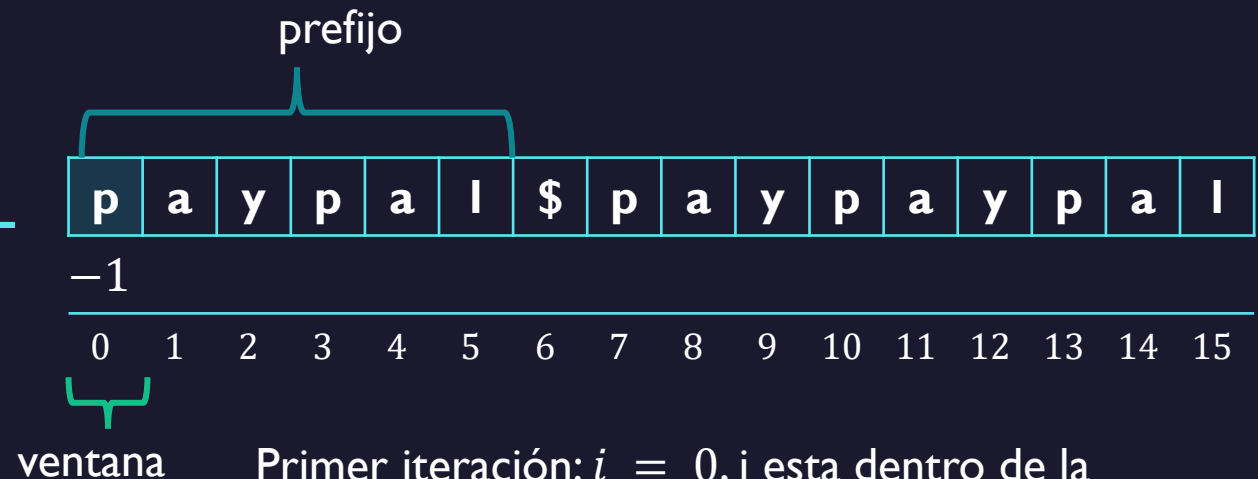 prefijo
p a y p a l $ p a y p a y p a l
−1
0 1 2 3 4 5 6 7 8 9 10 11 12 13 14 15
ventana
Primer iteración: i = 0, i esta dentro de la